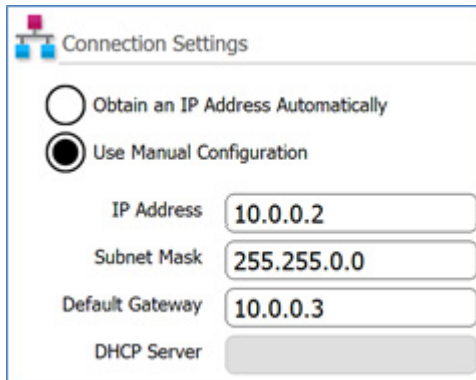 Connection Settings
Obtain an IP Address Automatically
Use Manual Configuration
IP Address 10.0.0.2
Subnet Mask 255.255.0.0
Default Gateway 10.0.0.3
DHCP Server